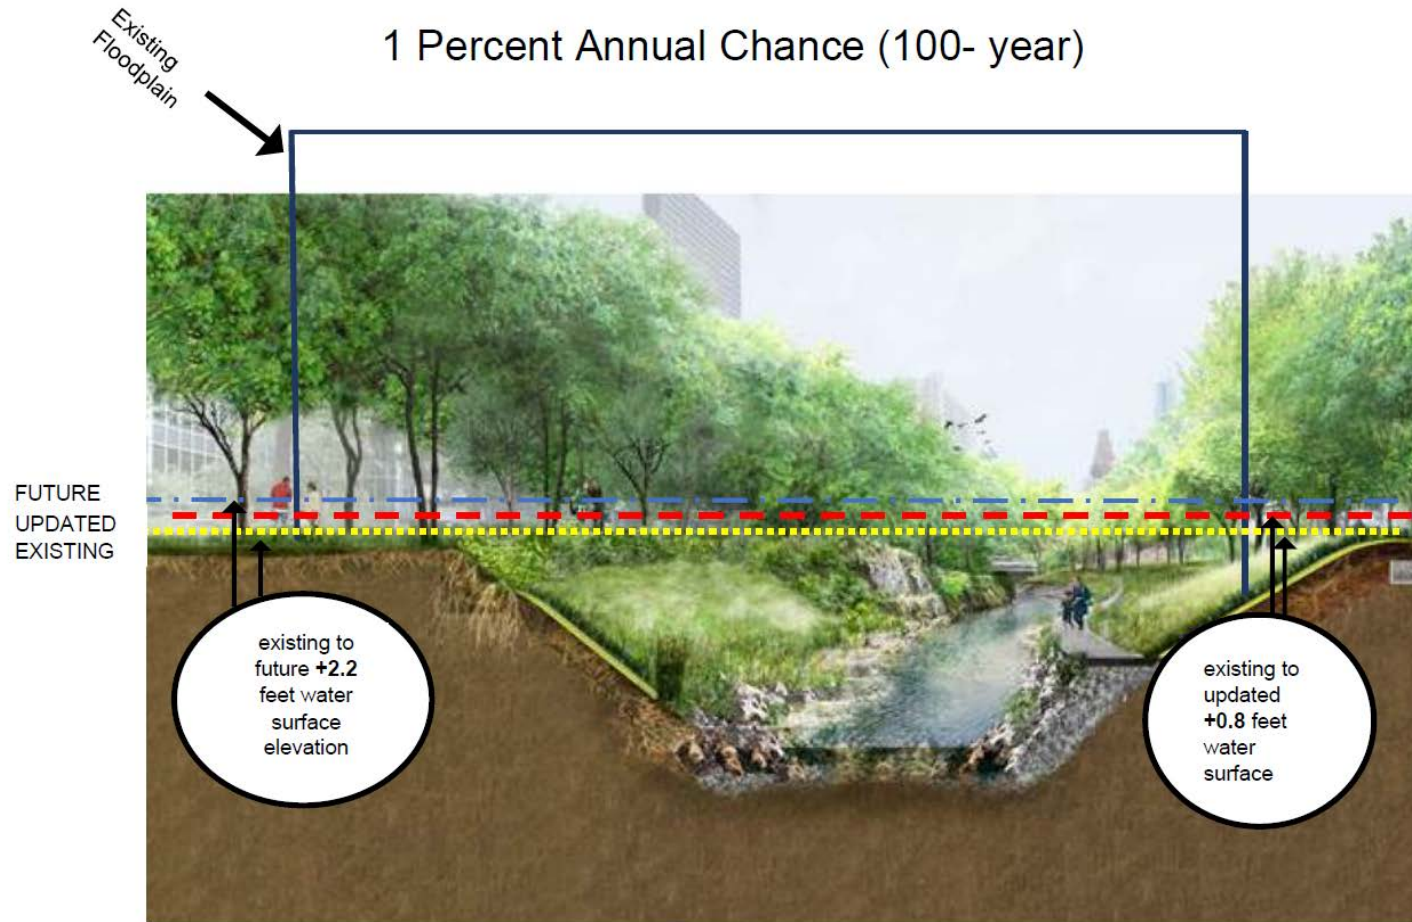 Existing
Floodplain
1 Percent Annual Chance (100- year)
FUTURE
UPDATED
EXISTING
existing to
future +2.2
feet water
surface
elevation
existing to
updated
+0.8 feet
water
surface